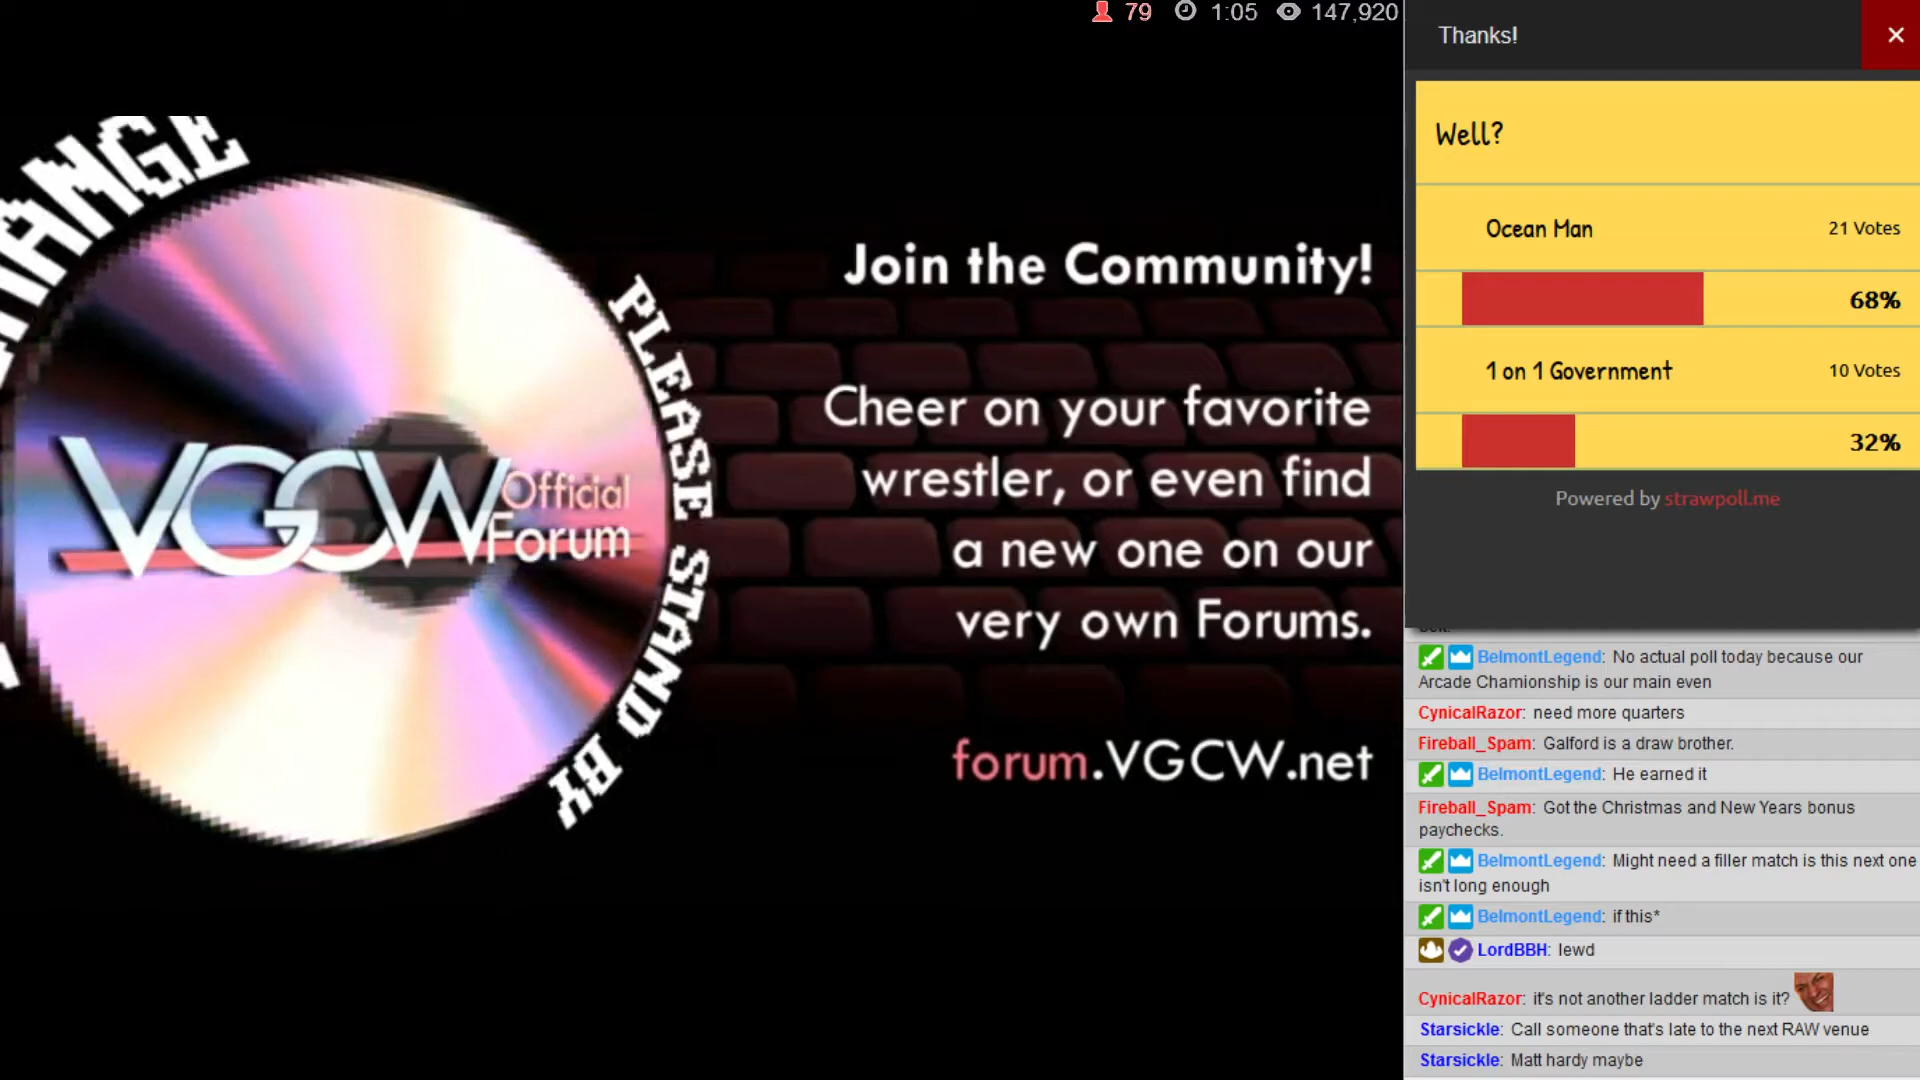 79 1:05 147,920
PLEASE STAND BY
VGCW Official
Forum
Join the Community!
Cheer on your favorite
wrestler, or even find
a new one on our
very own Forums.
forum.VGCW.net
Thanks!
Well?
Ocean Man 21 Votes
68%
1 on 1 Government 10 Votes
32%
Powered by strawpoll.me
BelmontLegend: No actual poll today because our
Arcade Chamionship is our main even
CynicalRazor: need more quarters
Fireball_Spam: Galford is a draw brother.
BelmontLegend: He earned it
Fireball_Spam: Got the Christmas and New Years bonus
paychecks.
BelmontLegend: Might need a filler match is this next one
isn't long enough
BelmontLegend: if this*
LordBBH: lewd
CynicalRazor: it's not another ladder match is it?
Starsickle: Call someone that's late to the next RAW venue
Starsickle: Matt hardy maybe